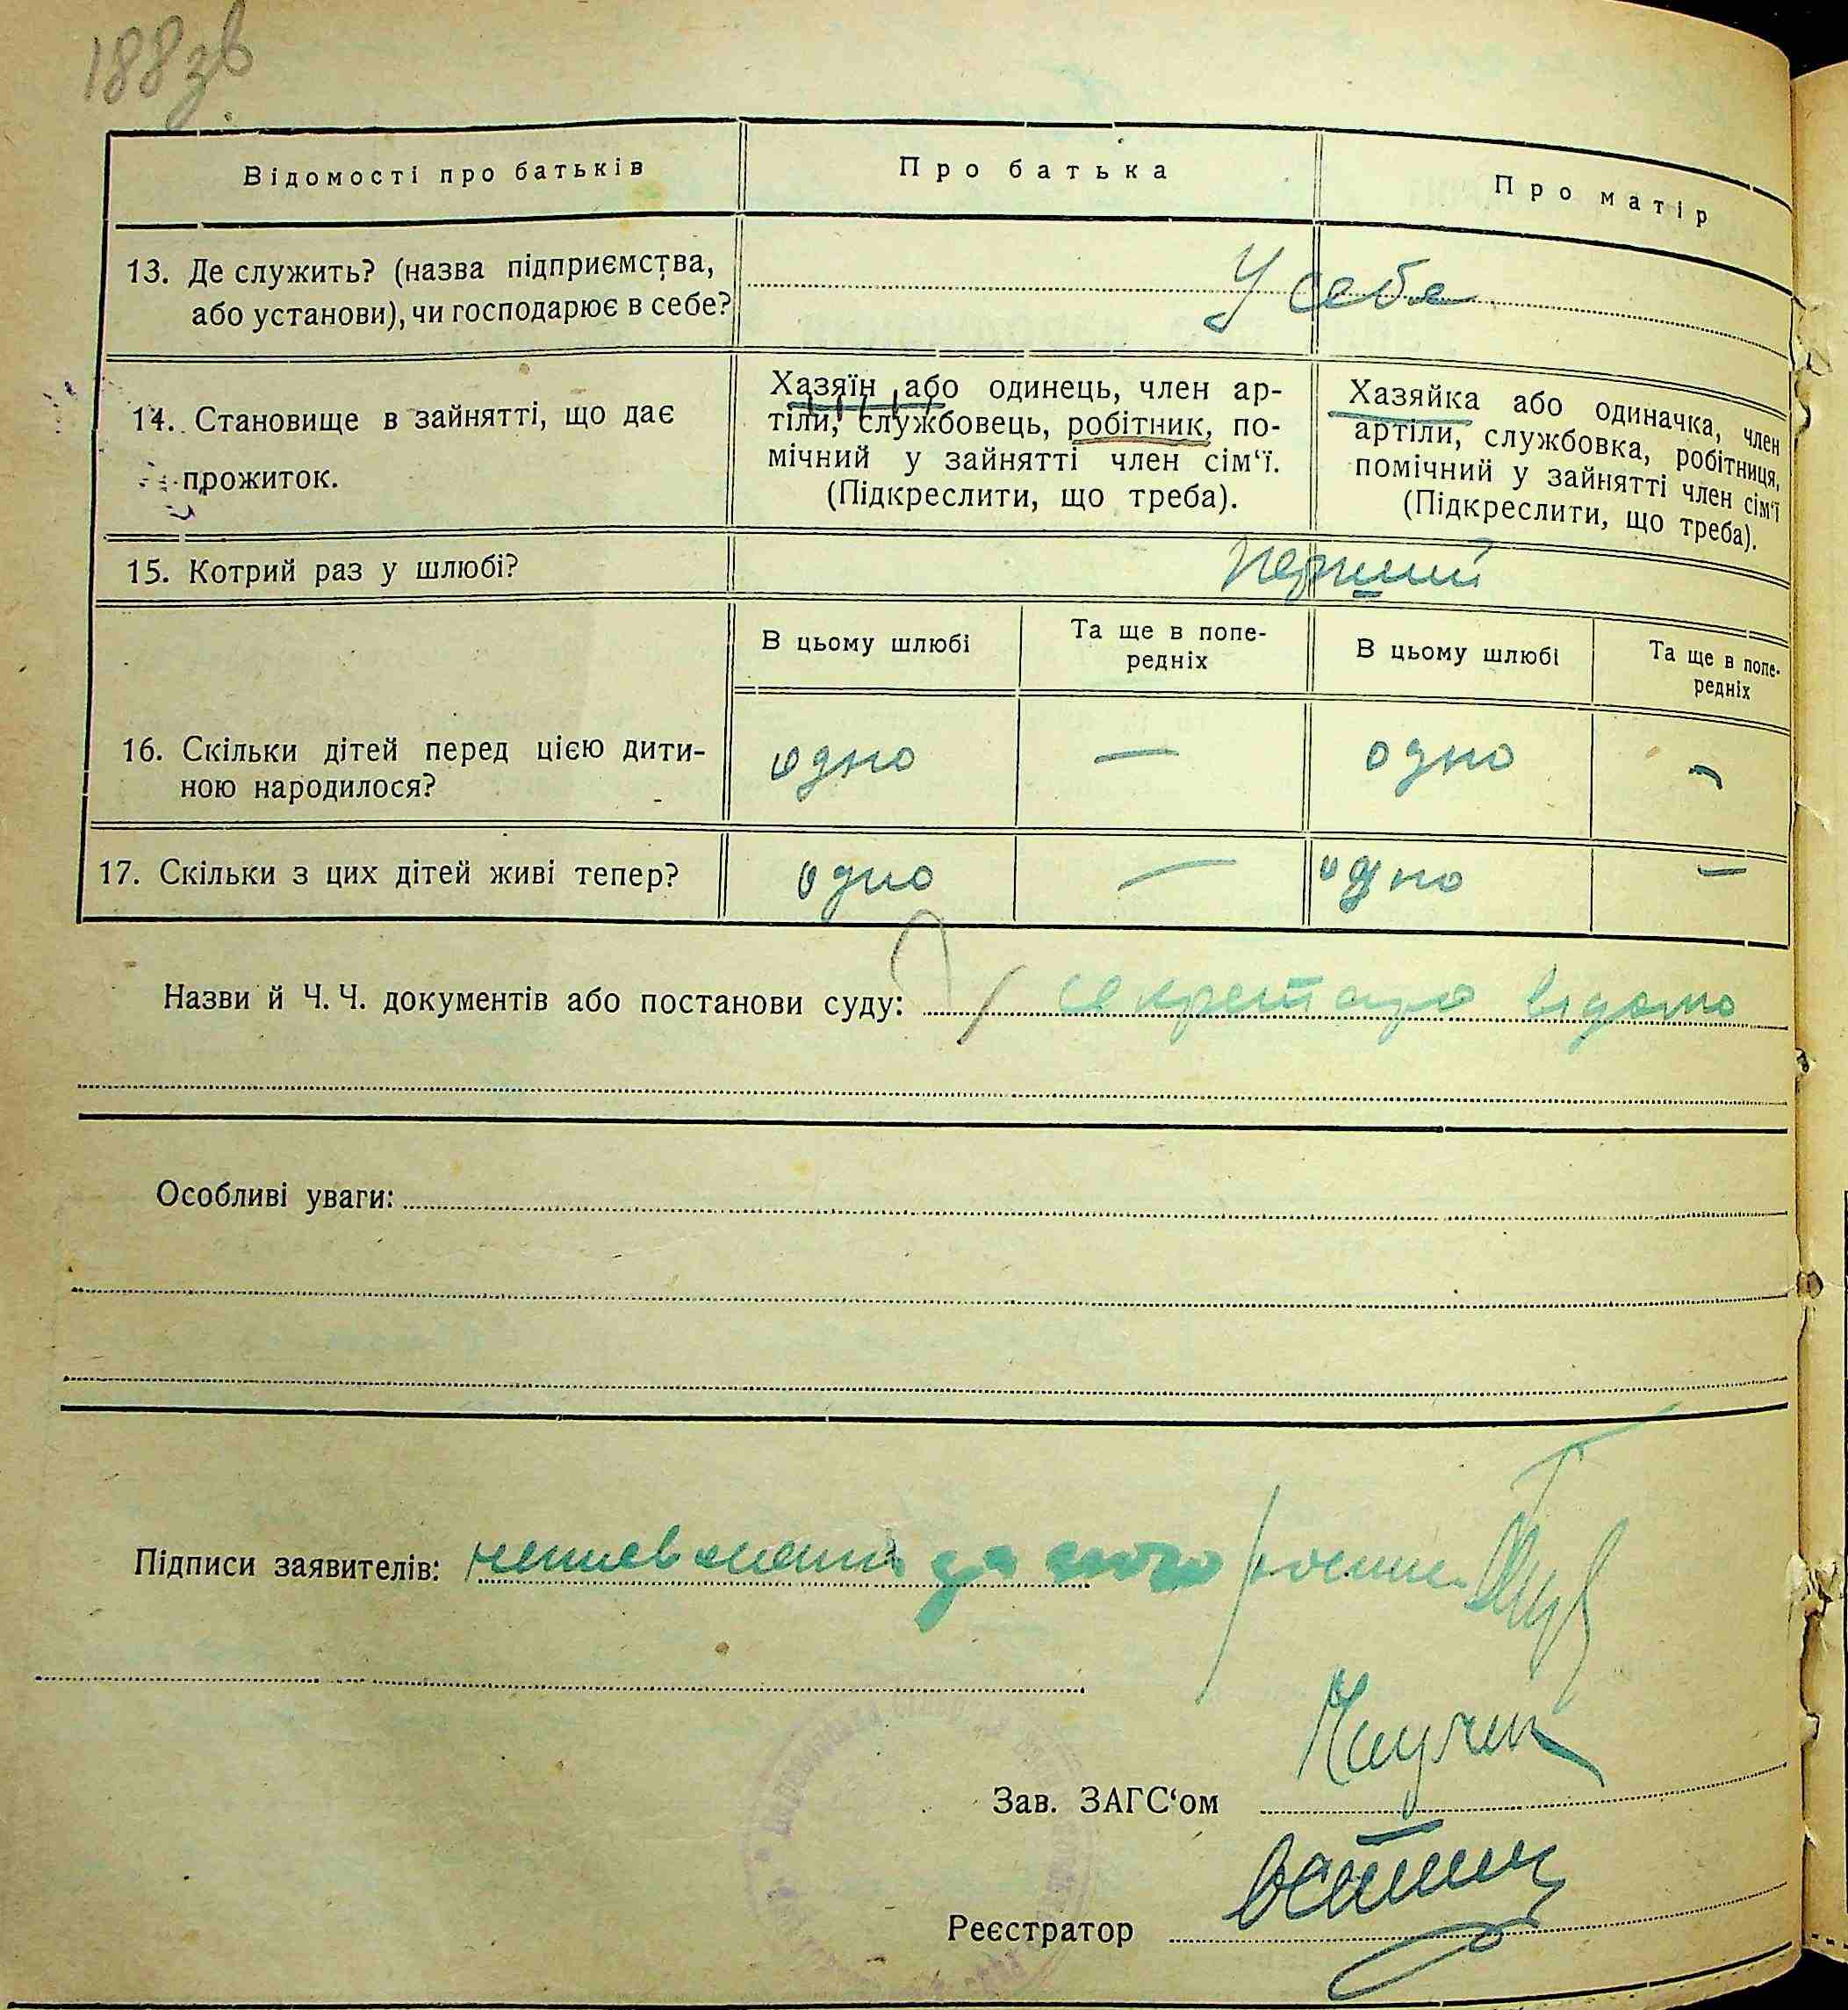 188зв
Відомості про батьків
Про батька
Про матір
13. Де служить? (назва підприємства,
або установи), чи господарює в себе?
У себе
14. Становище в зайнятті, що дає
прожиток.
Хазяїн або одинець, член ар-
тіли, службовець, робітник, по-
мічний у зайнятті член сім‘ї.
(Підкреслити, що треба).
Хазяйка або одиначка, член
артіли, службовка, робітниця,
помічний у зайнятті член сім‘ї
(Підкреслити, що треба).
15. Котрий раз у шлюбі?
перший
В цьому шлюбі
Та ще в попе-
редніх
В цьому шлюбі
Та ще в попе-
редніх
16. Скільки дітей перед цією дити-
ною народилося?
одно — одно —
17. Скільки з цих дітей живі тепер?
одно — одно —
Назви й Ч. Ч. документів або постанови суду: секретарю відомо
Особливі уваги:
Підписи заявителів: за його
Зав. ЗАГС‘ом
Реєстратор